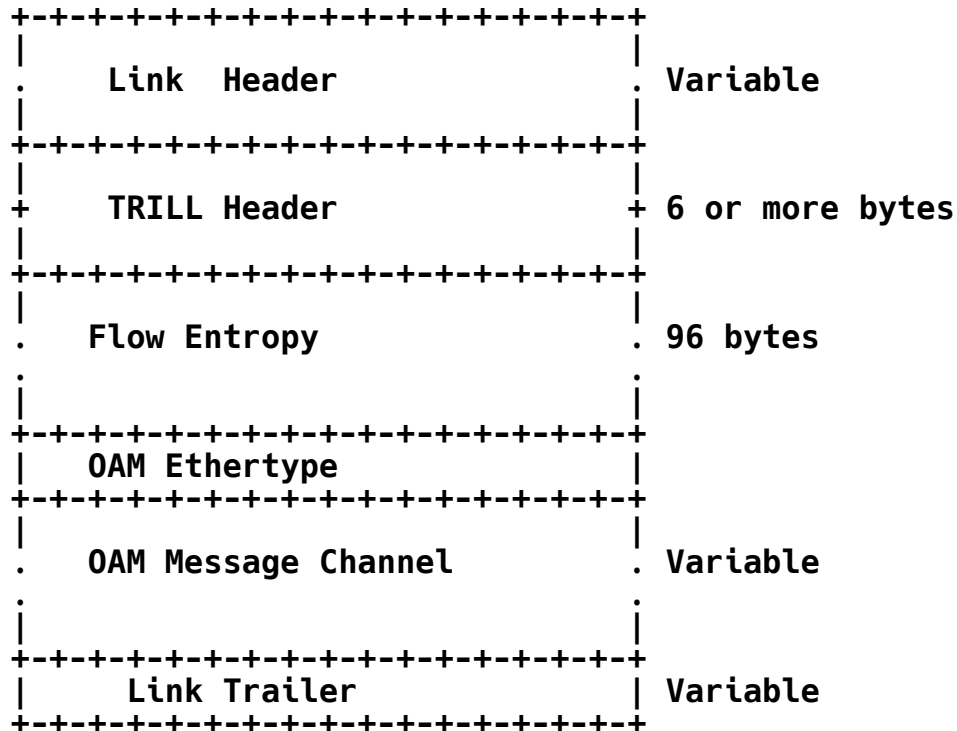 +-+-+-+-+-+-+-+-+-+-+-+-+-+-+-+-+
|                               |
.    Link  Header               . Variable
|                               |
+-+-+-+-+-+-+-+-+-+-+-+-+-+-+-+-+
|                               |
+    TRILL Header               + 6 or more bytes
|                               |
+-+-+-+-+-+-+-+-+-+-+-+-+-+-+-+-+
|                               |
.   Flow Entropy                . 96 bytes
.                               .
|                               |
+-+-+-+-+-+-+-+-+-+-+-+-+-+-+-+-+
|   OAM Ethertype               |
+-+-+-+-+-+-+-+-+-+-+-+-+-+-+-+-+
|                               |
.   OAM Message Channel         . Variable
.                               .
|                               |
+-+-+-+-+-+-+-+-+-+-+-+-+-+-+-+-+
|     Link Trailer              | Variable
+-+-+-+-+-+-+-+-+-+-+-+-+-+-+-+-+